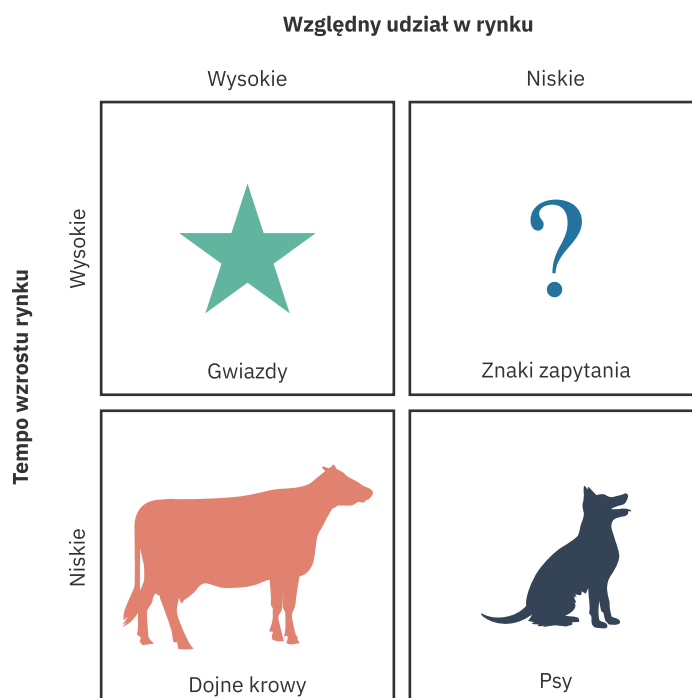 Względny udział w rynku
Wysokie
Niskie
Tempo wzrostu rynku
Wysokie
Gwiazdy
Znaki zapytania
Niskie
Dojne krowy
Psy